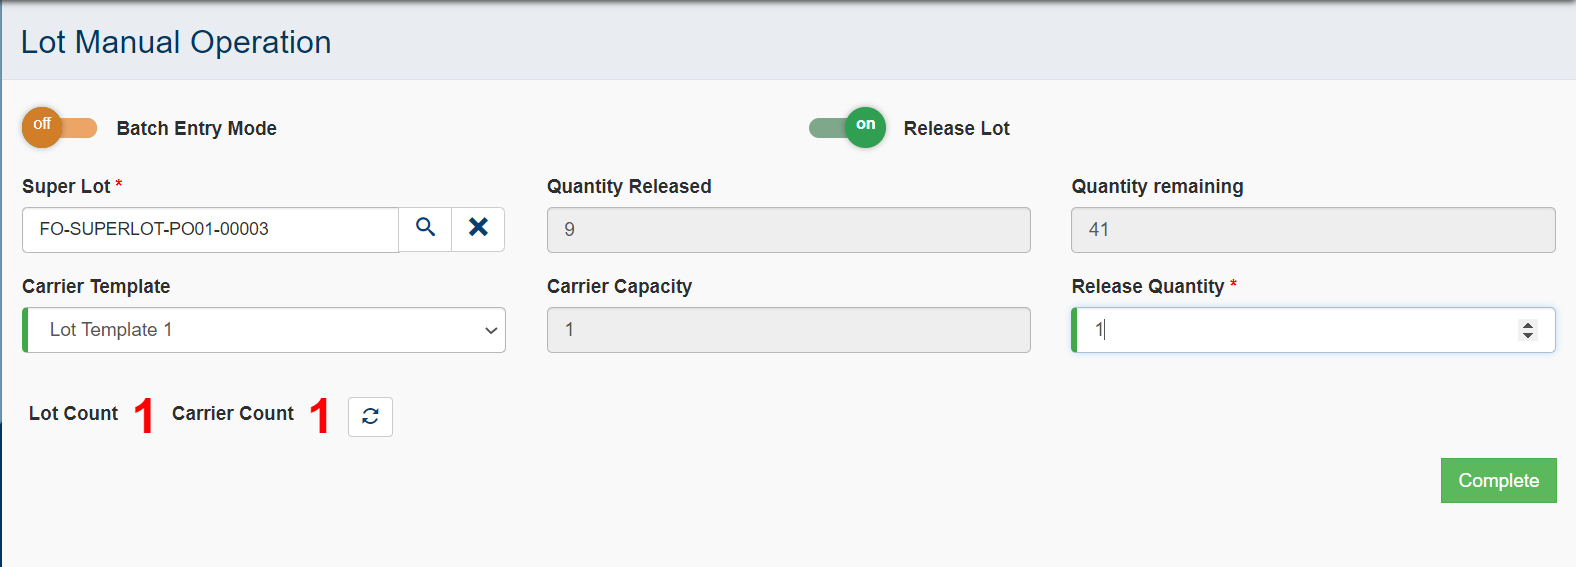 Lot Manual Operation
off Batch Entry Mode on Release Lot
Super Lot * Quantity Released Quantity remaining
FO-SUPERLOT-PO01-00003 9 41
Carrier Template Carrier Capacity Release Quantity *
Lot Template 1 1 1
Lot Count 1 Carrier Count 1
Complete